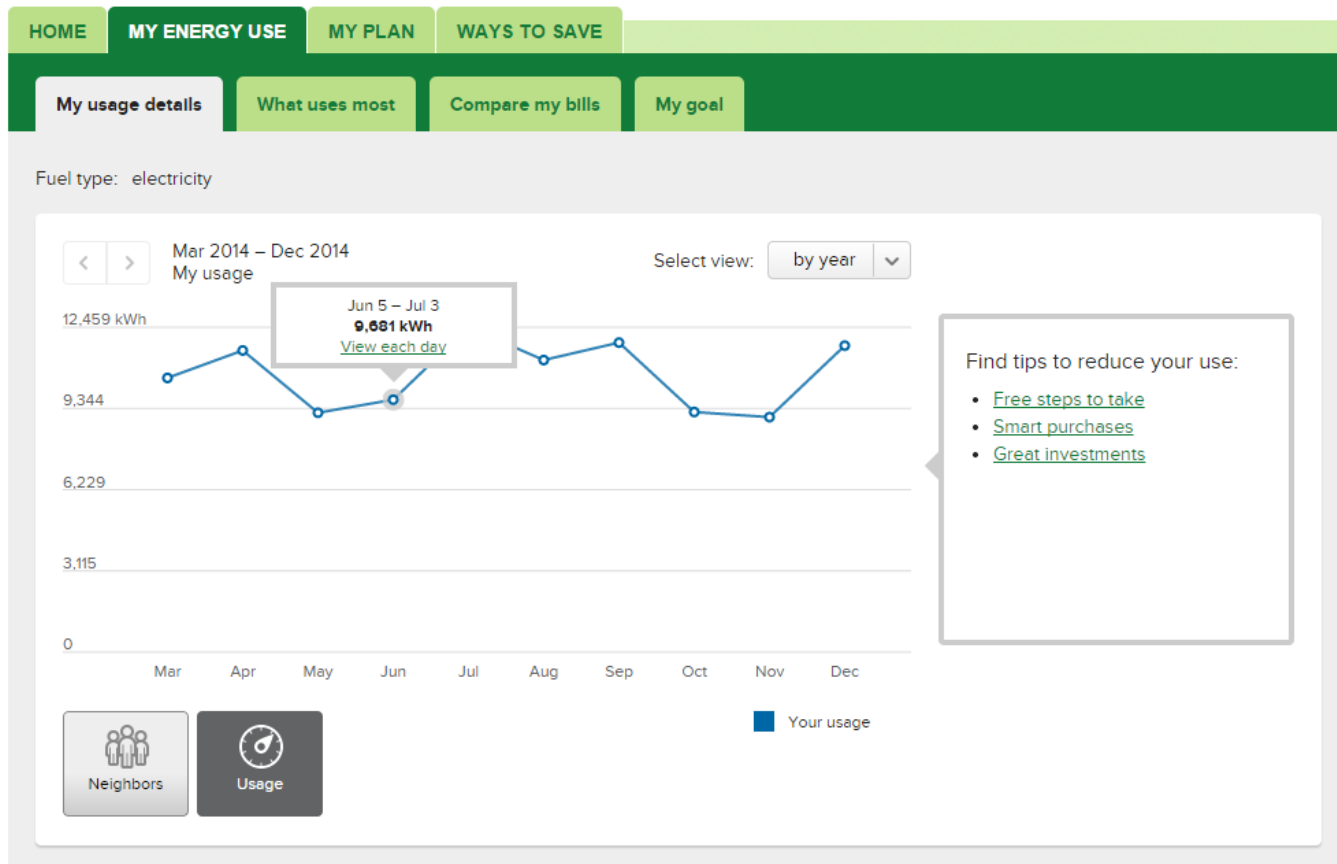 HOME MY ENERGY USE MY PLAN WAYS TO SAVE
My usage details What uses most Compare my bills My goal
Fuel type: electricity
Mar 2014 – Dec 2014
My usage
Select view: by year
Jun 5 – Jul 3
9,681 kWh
View each day
12,459 kWh
9,344
6,229
3,115
0
Mar Apr May Jun Jul Aug Sep Oct Nov Dec
Your usage
Neighbors Usage
Find tips to reduce your use:
• Free steps to take
• Smart purchases
• Great investments